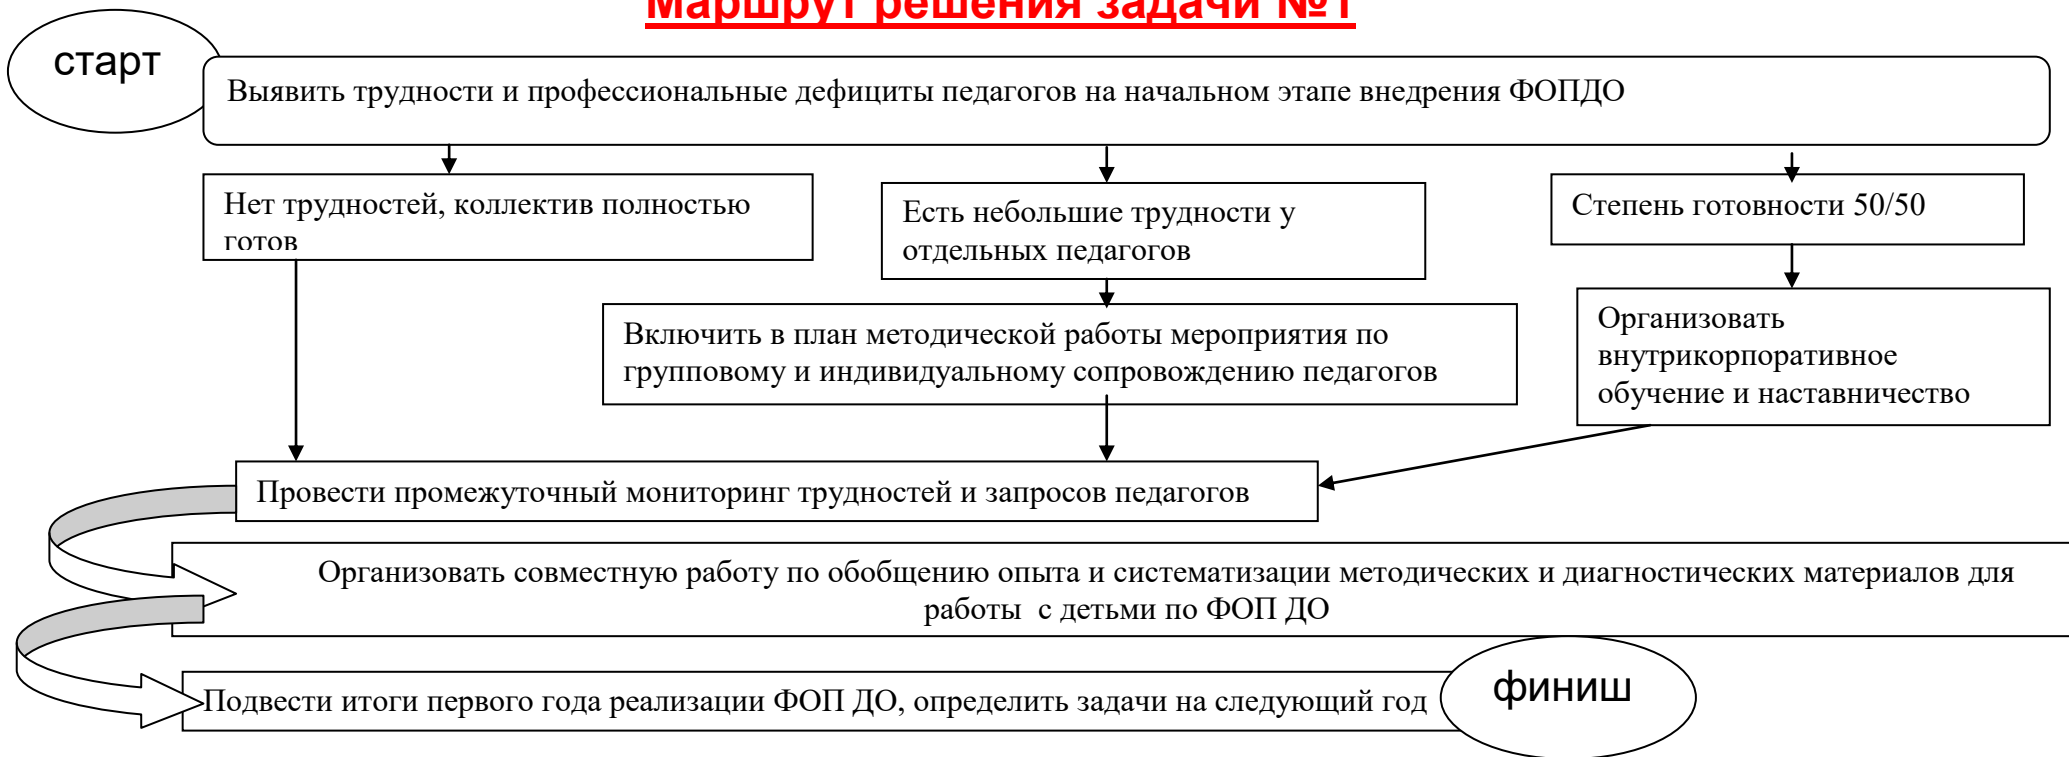 Маршрут решения задачи №1
старт
Выявить трудности и профессиональные дефициты педагогов на начальном этапе внедрения ФОПДО
Нет трудностей, коллектив полностью
готов
Есть небольшие трудности у
отдельных педагогов
Степень готовности 50/50
Включить в план методической работы мероприятия по
групповому и индивидуальному сопровождению педагогов
Организовать
внутрикорпоративное
обучение и наставничество
Провести промежуточный мониторинг трудностей и запросов педагогов
Организовать совместную работу по обобщению опыта и систематизации методических и диагностических материалов для
работы с детьми по ФОП ДО
Подвести итоги первого года реализации ФОП ДО, определить задачи на следующий год
финиш